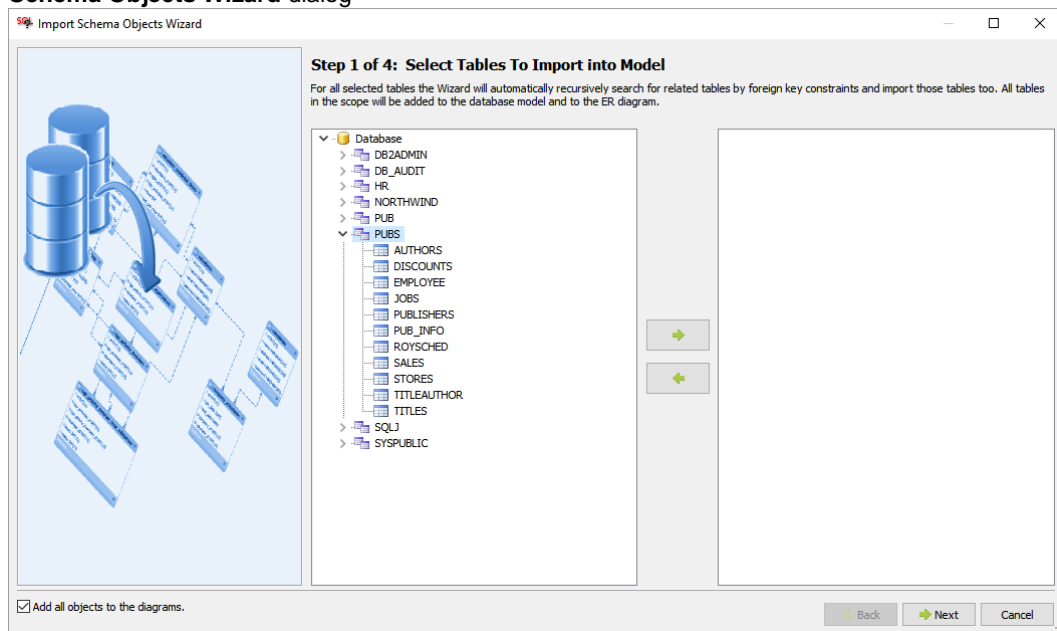 Schema Objects Wizard dialog
Import Schema Objects Wizard
Step 1 of 4: Select Tables To Import into Model
For all selected tables the Wizard will automatically recursively search for related tables by foreign key constraints and import those tables too. All tables
in the scope will be added to the database model and to the ER diagram.
Database
DB2ADMIN
DB_AUDIT
HR
NORTHWIND
PUB
PUBS
AUTHORS
DISCOUNTS
EMPLOYEE
JOBS
PUBLISHERS
PUB_INFO
ROYSCHED
SALES
STORES
TITLEAUTHOR
TITLES
SQLJ
SYSPUBLIC
Add all objects to the diagrams.
Back Next Cancel